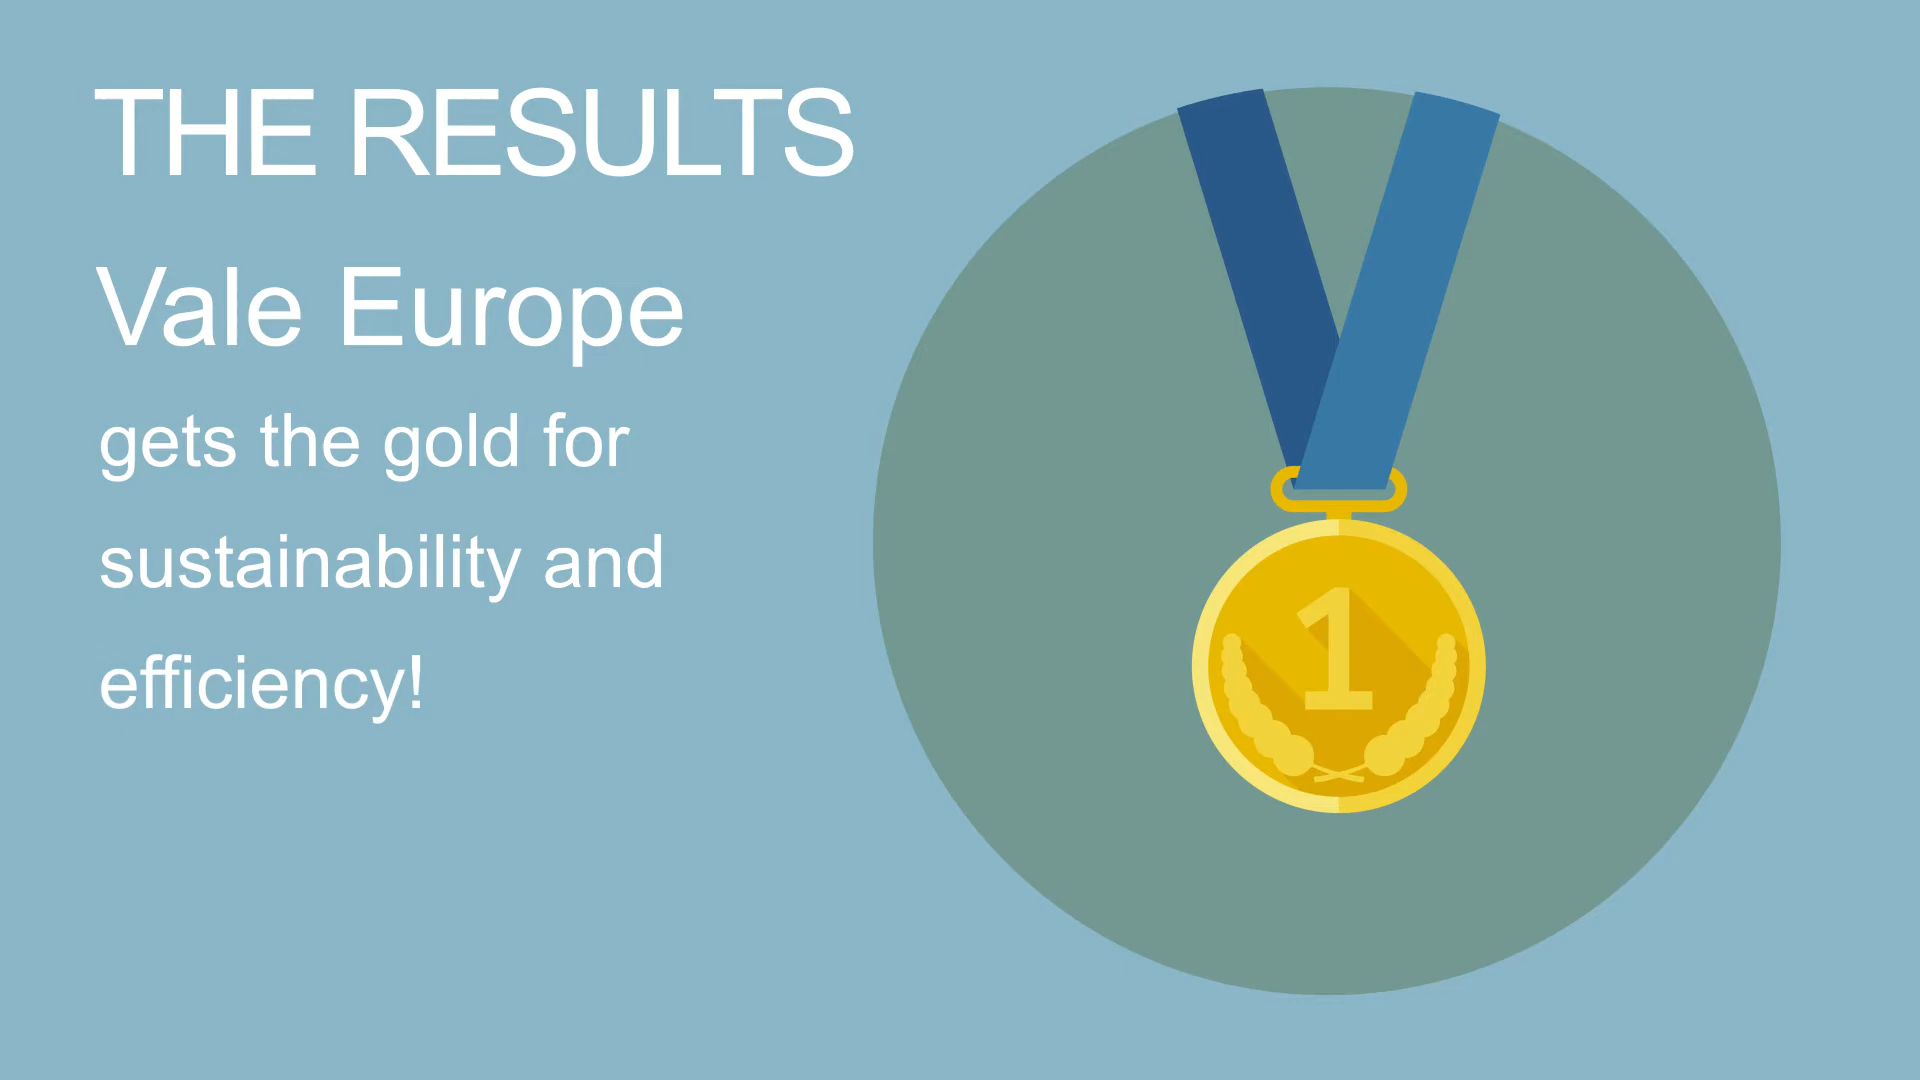 THE RESULTS
Vale Europe
gets the gold for
sustainability and
efficiency!
1